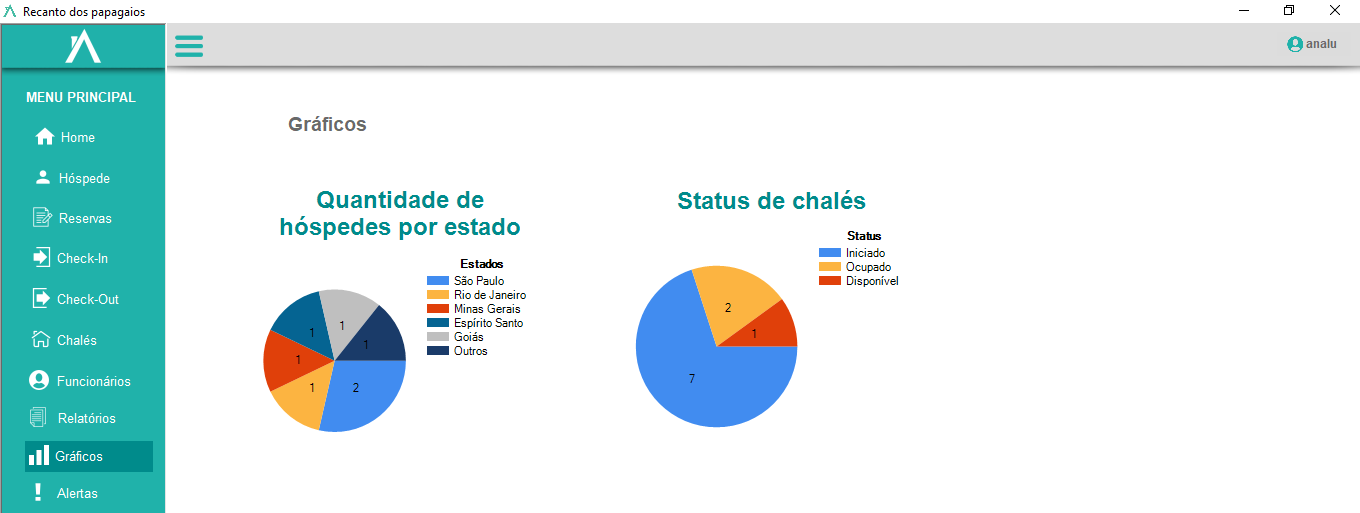 Recanto dos papagaios
analu
MENU PRINCIPAL
Home
Hóspede
Reservas
Check-In
Check-Out
Chalés
Funcionários
Relatórios
Gráficos
Alertas
Gráficos
Quantidade de
hóspedes por estado
Estados
São Paulo
Rio de Janeiro
Minas Gerais
Espírito Santo
Goiás
Outros
1
1
1
1
1
2
Status de chalés
Status
Iniciado
Ocupado
Disponível
2
1
7